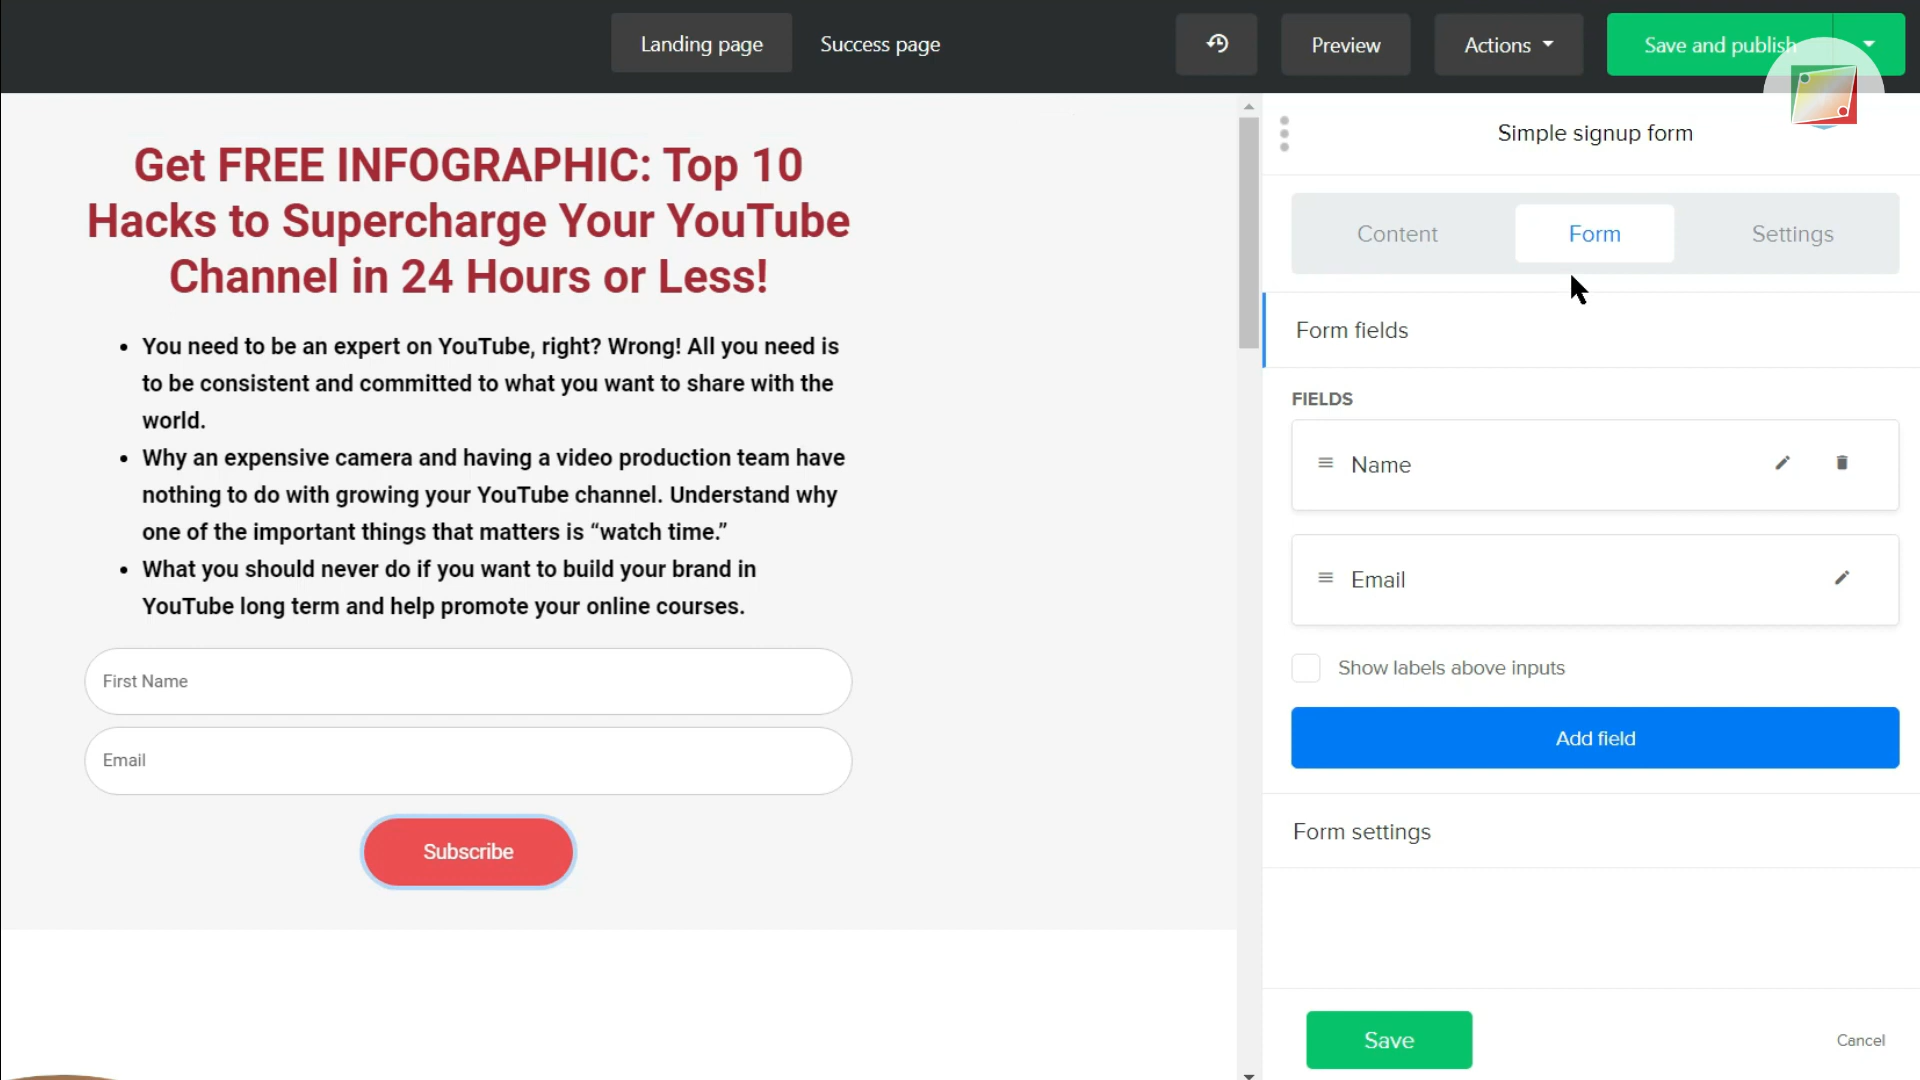 Landing page
Success page
Preview
Actions
Save and publish
Get FREE INFOGRAPHIC: Top 10
Hacks to Supercharge Your YouTube
Channel in 24 Hours or Less!
• You need to be an expert on YouTube, right? Wrong! All you need is
to be consistent and committed to what you want to share with the
world.
• Why an expensive camera and having a video production team have
nothing to do with growing your YouTube channel. Understand why
one of the important things that matters is “watch time.”
• What you should never do if you want to build your brand in
YouTube long term and help promote your online courses.
First Name
Email
Subscribe
Simple signup form
Content
Form
Settings
Form fields
FIELDS
Name
Email
Show labels above inputs
Add field
Form settings
Save
Cancel